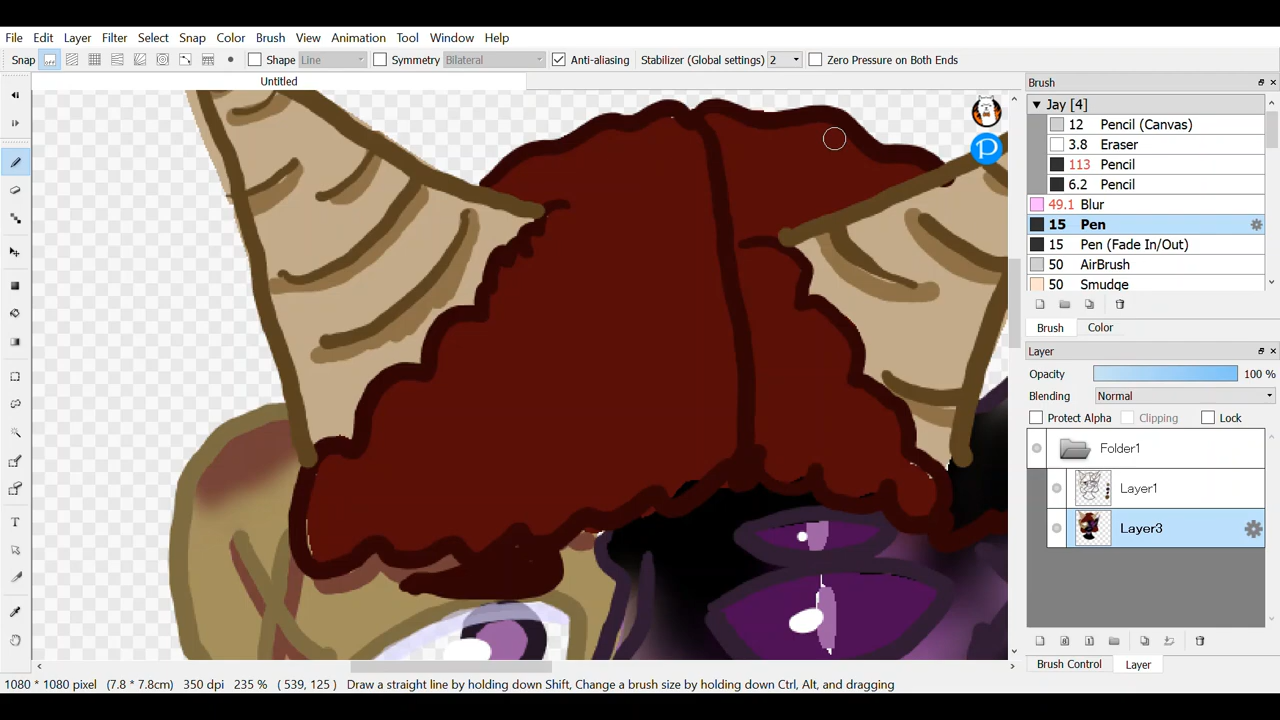 File Edit Layer Filter Select Snap Color Brush View Animation Tool Window Help
Snap off Shape Line Symmetry Bilateral Anti-aliasing Stabilizer (Global settings) 2 Zero Pressure on Both Ends
Untitled
Brush
Jay [4]
12 Pencil (Canvas)
3.8 Eraser
113 Pencil
6.2 Pencil
49.1 Blur
15 Pen
15 Pen (Fade In/Out)
50 AirBrush
50 Smudge
Brush Color
Layer
Opacity 100 %
Blending Normal
Protect Alpha Clipping Lock
Folder1
Layer1
Layer3
Brush Control Layer
1080 * 1080 pixel (7.8 * 7.8cm) 350 dpi 235 % ( 539, 125 ) Draw a straight line by holding down Shift, Change a brush size by holding down Ctrl, Alt, and dragging